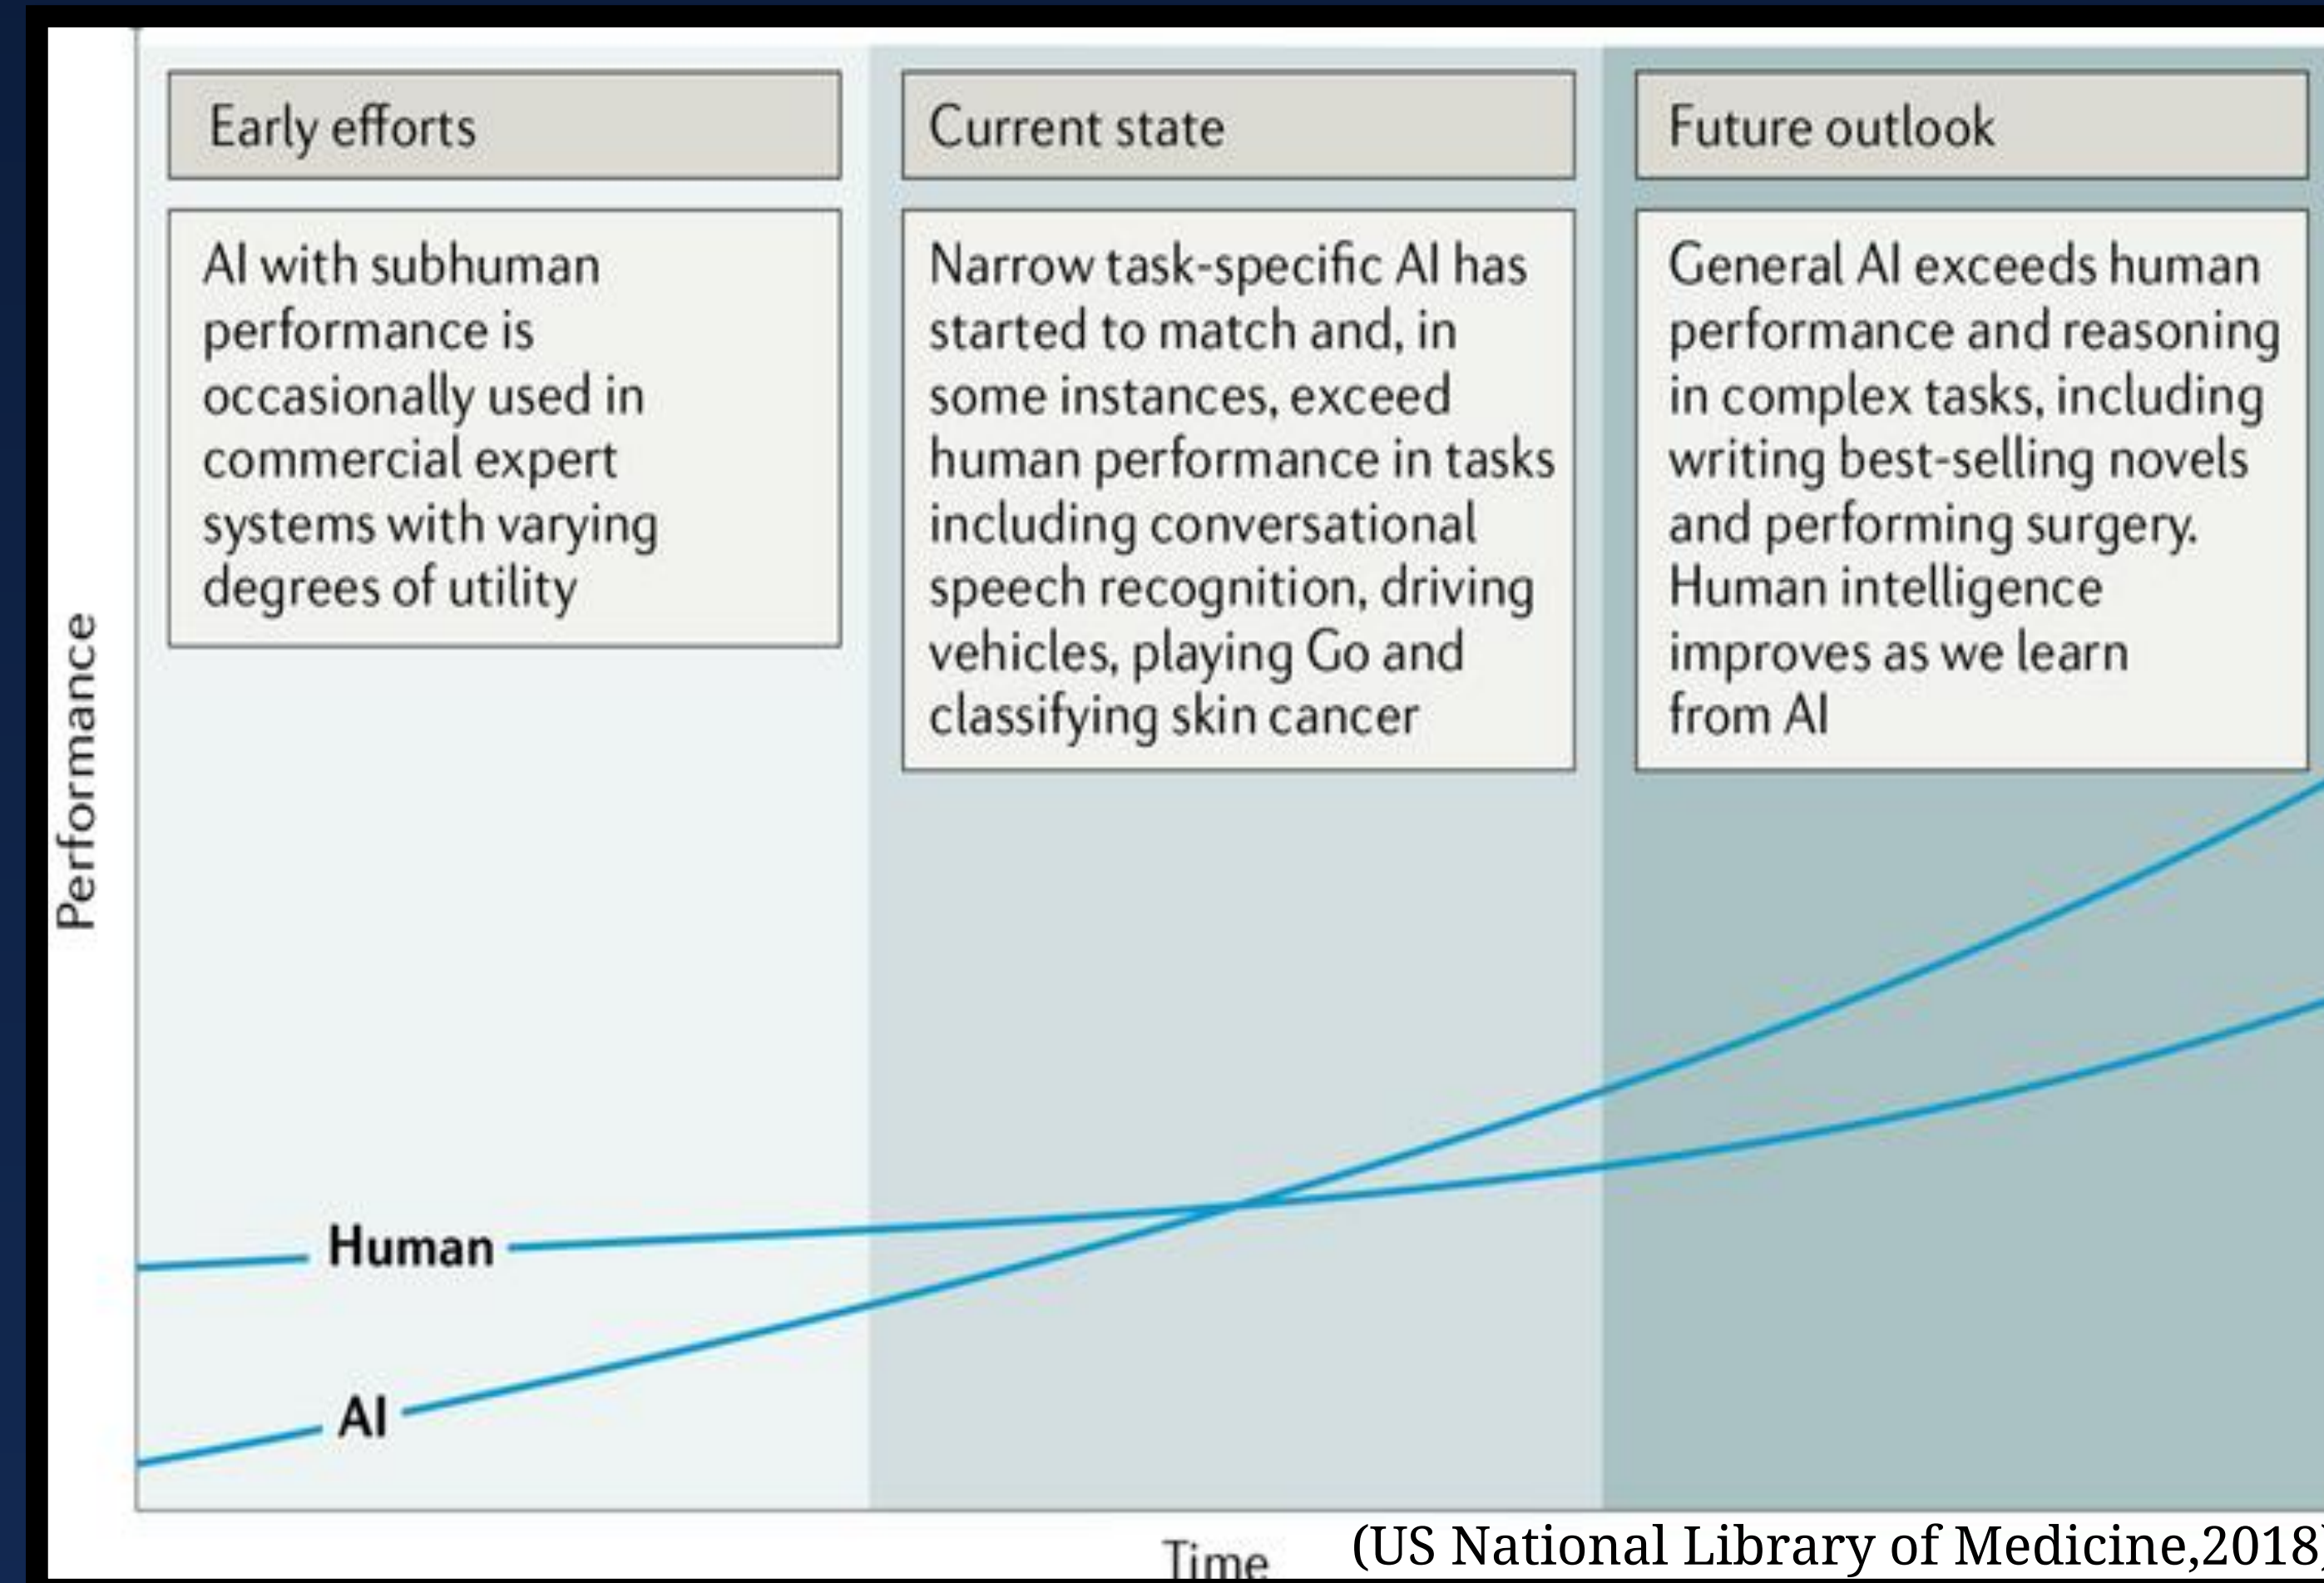 Early efforts
AI with subhuman
performance is
occasionally used in
commercial expert
systems with varying
degrees of utility
Current state
Narrow task-specific AI has
started to match and, in
some instances, exceed
human performance in tasks
including conversational
speech recognition, driving
vehicles, playing Go and
classifying skin cancer
Future outlook
General AI exceeds human
performance and reasoning
in complex tasks, including
writing best-selling novels
and performing surgery.
Human intelligence
improves as we learn
from AI
Performance
Human
AI
Time
(US National Library of Medicine,2018)